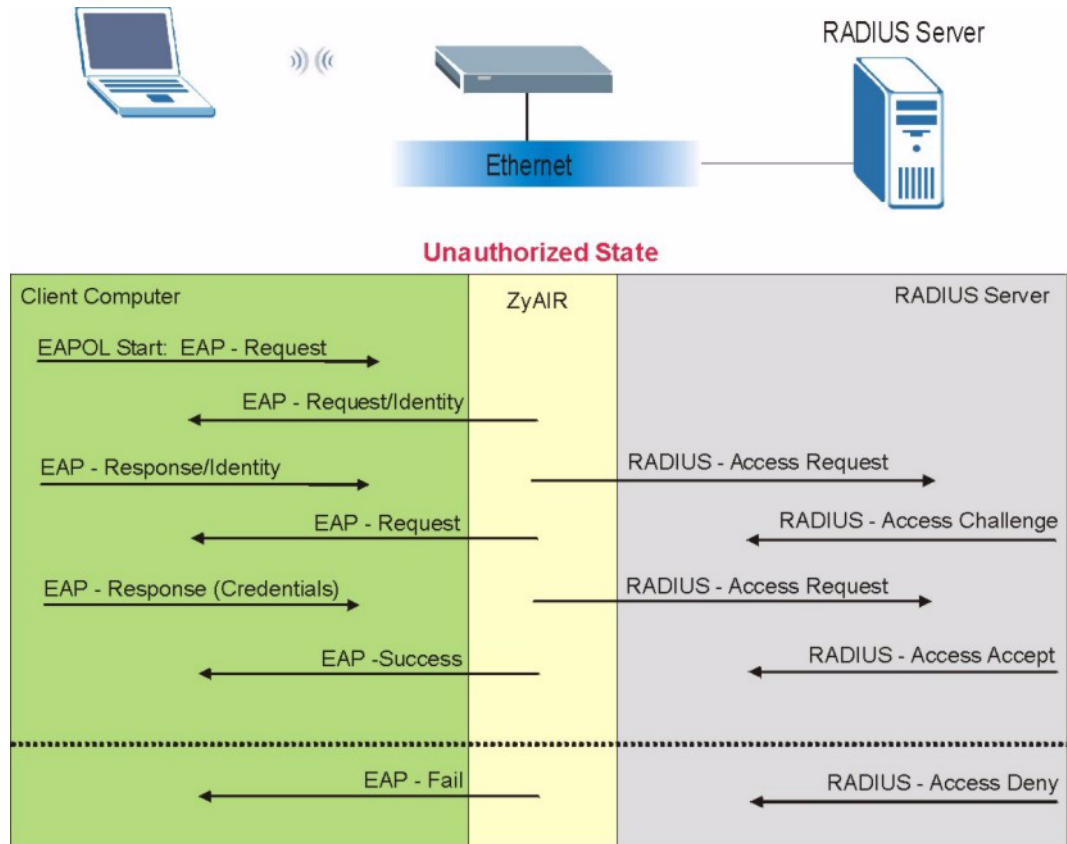 RADIUS Server
Ethernet
Unauthorized State
Client Computer
ZyAIR
RADIUS Server
EAPOL Start:  EAP - Request
EAP - Request/Identity
EAP - Response/Identity
RADIUS - Access Request
EAP - Request
RADIUS - Access Challenge
EAP - Response (Credentials)
RADIUS - Access Request
EAP -Success
RADIUS - Access Accept
EAP - Fail
RADIUS - Access Deny